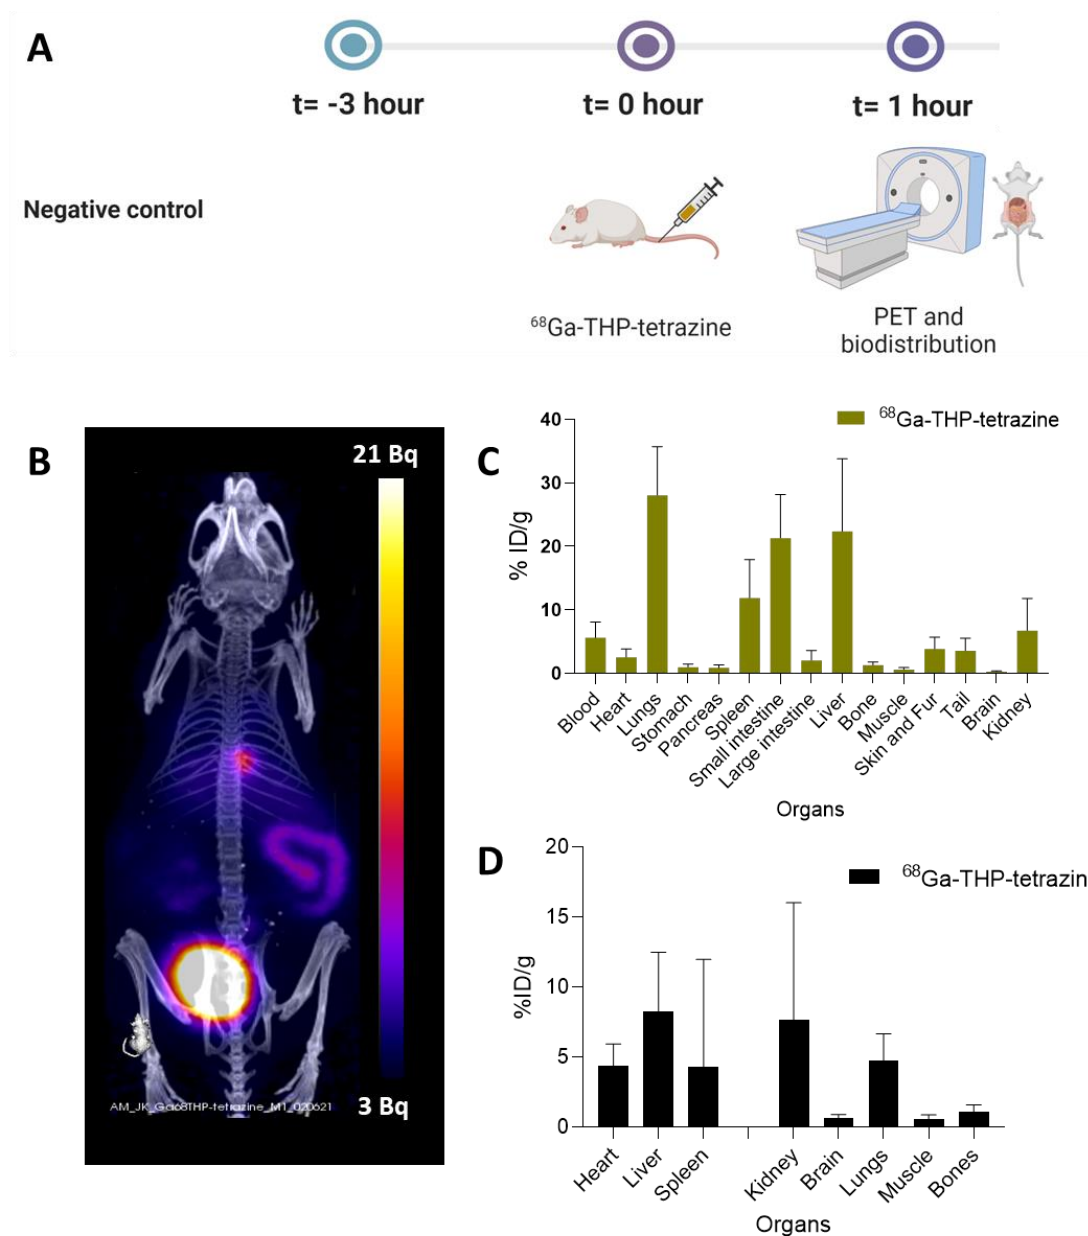 A
t= -3 hour
t= 0 hour
t= 1 hour
Negative control
⁶⁸Ga-THP-tetrazine
PET and
biodistribution
B
21 Bq
3 Bq
AM_JK_Ga68THP-tetrazine_M1_020621
C
⁶⁸Ga-THP-tetrazine
% ID/g
40
30
20
10
0
Blood
Heart
Lungs
Stomach
Pancreas
Spleen
Small intestine
Large intestine
Liver
Bone
Muscle
Skin and Fur
Tail
Brain
Kidney
Organs
D
⁶⁸Ga-THP-tetrazin
%ID/g
20
15
10
5
0
Heart
Liver
Spleen
Kidney
Brain
Lungs
Muscle
Bones
Organs